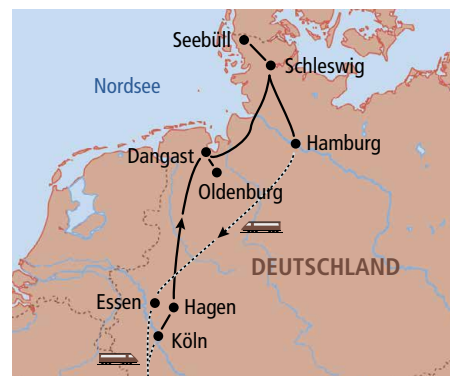 Seebüll
Schleswig
Nordsee
Hamburg
Dangast
Oldenburg
DEUTSCHLAND
Essen
Hagen
Köln